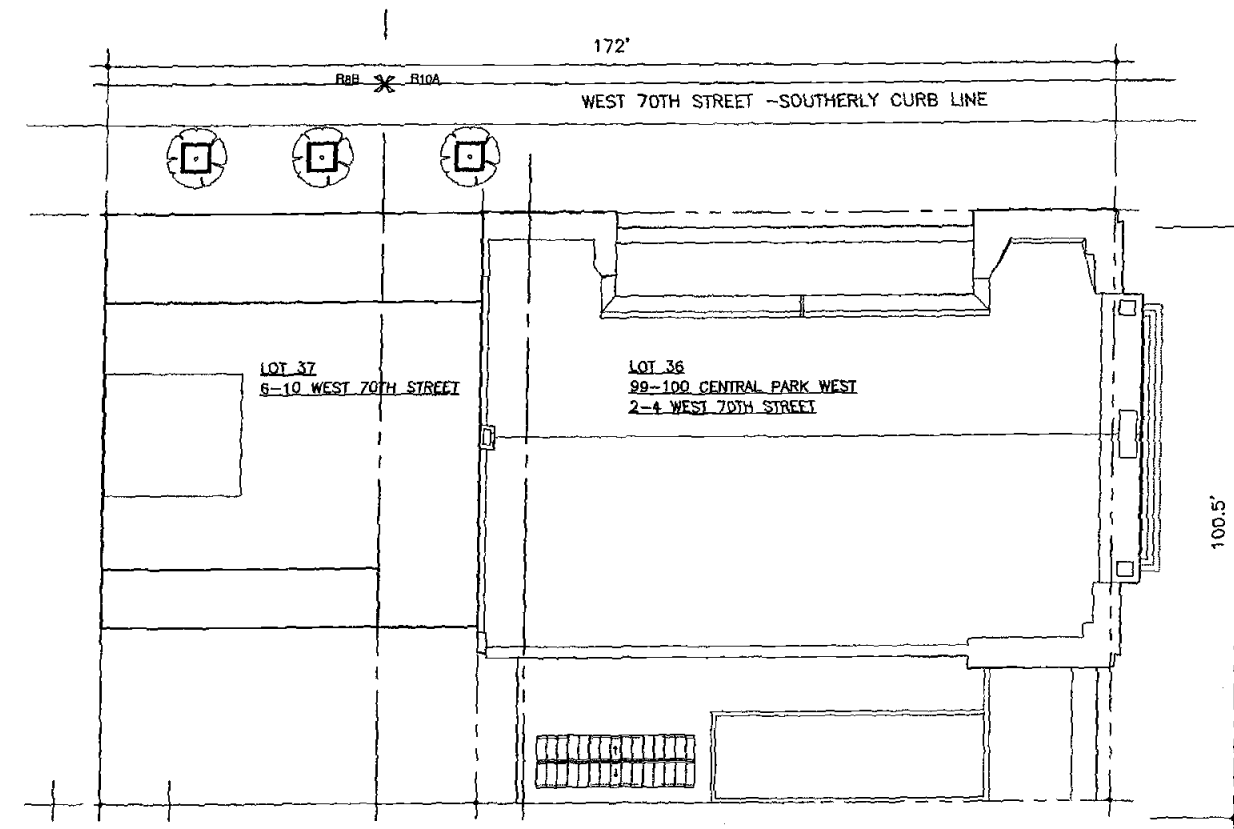 172'
R8B R10A
WEST 70TH STREET -SOUTHERLY CURB LINE
LOT 37
6-10 WEST 70TH STREET
LOT 36
99-100 CENTRAL PARK WEST
2-4 WEST 70TH STREET
100.5'